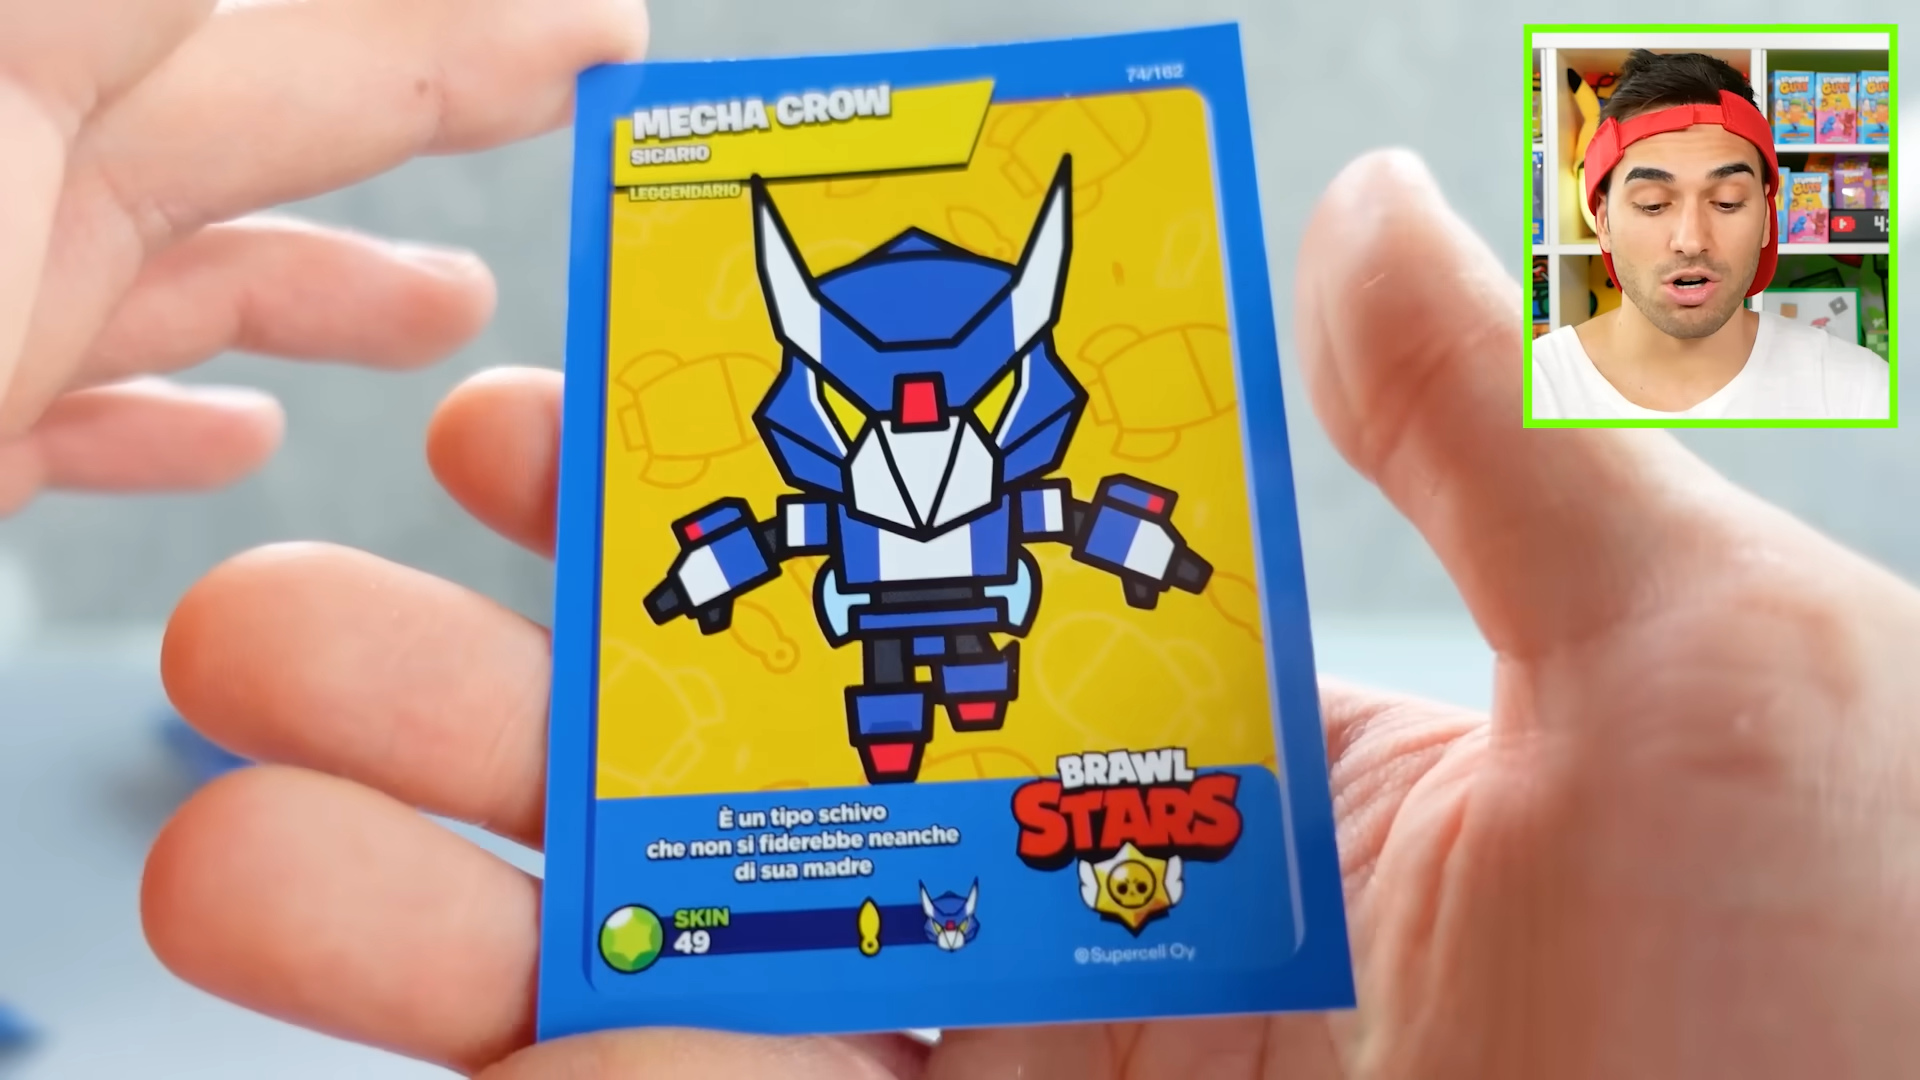 74/162
MECHA CROW
SICARIO
LEGGENDARIO
È un tipo schivo
che non si fiderebbe neanche
di sua madre
BRAWL
STARS
SKIN
49
©Supercell Oy